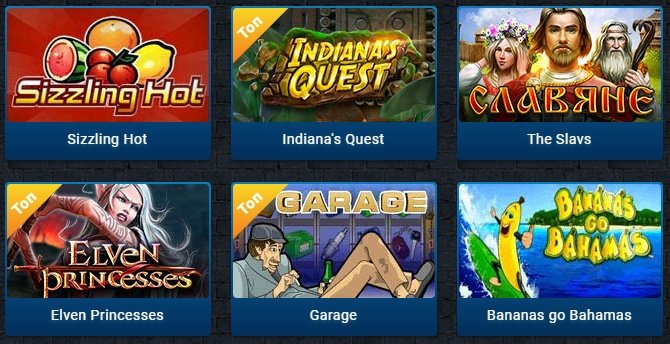 Sizzling Hot
Sizzling Hot
Топ
INDIANA'S
QUEST
Indiana's Quest
СЛАВЯНЕ
The Slavs
Топ
ELVEN
PRINCESSES
Elven Princesses
Топ
GARAGE
Garage
BANANAS
GO
BAHAMAS
Bananas go Bahamas